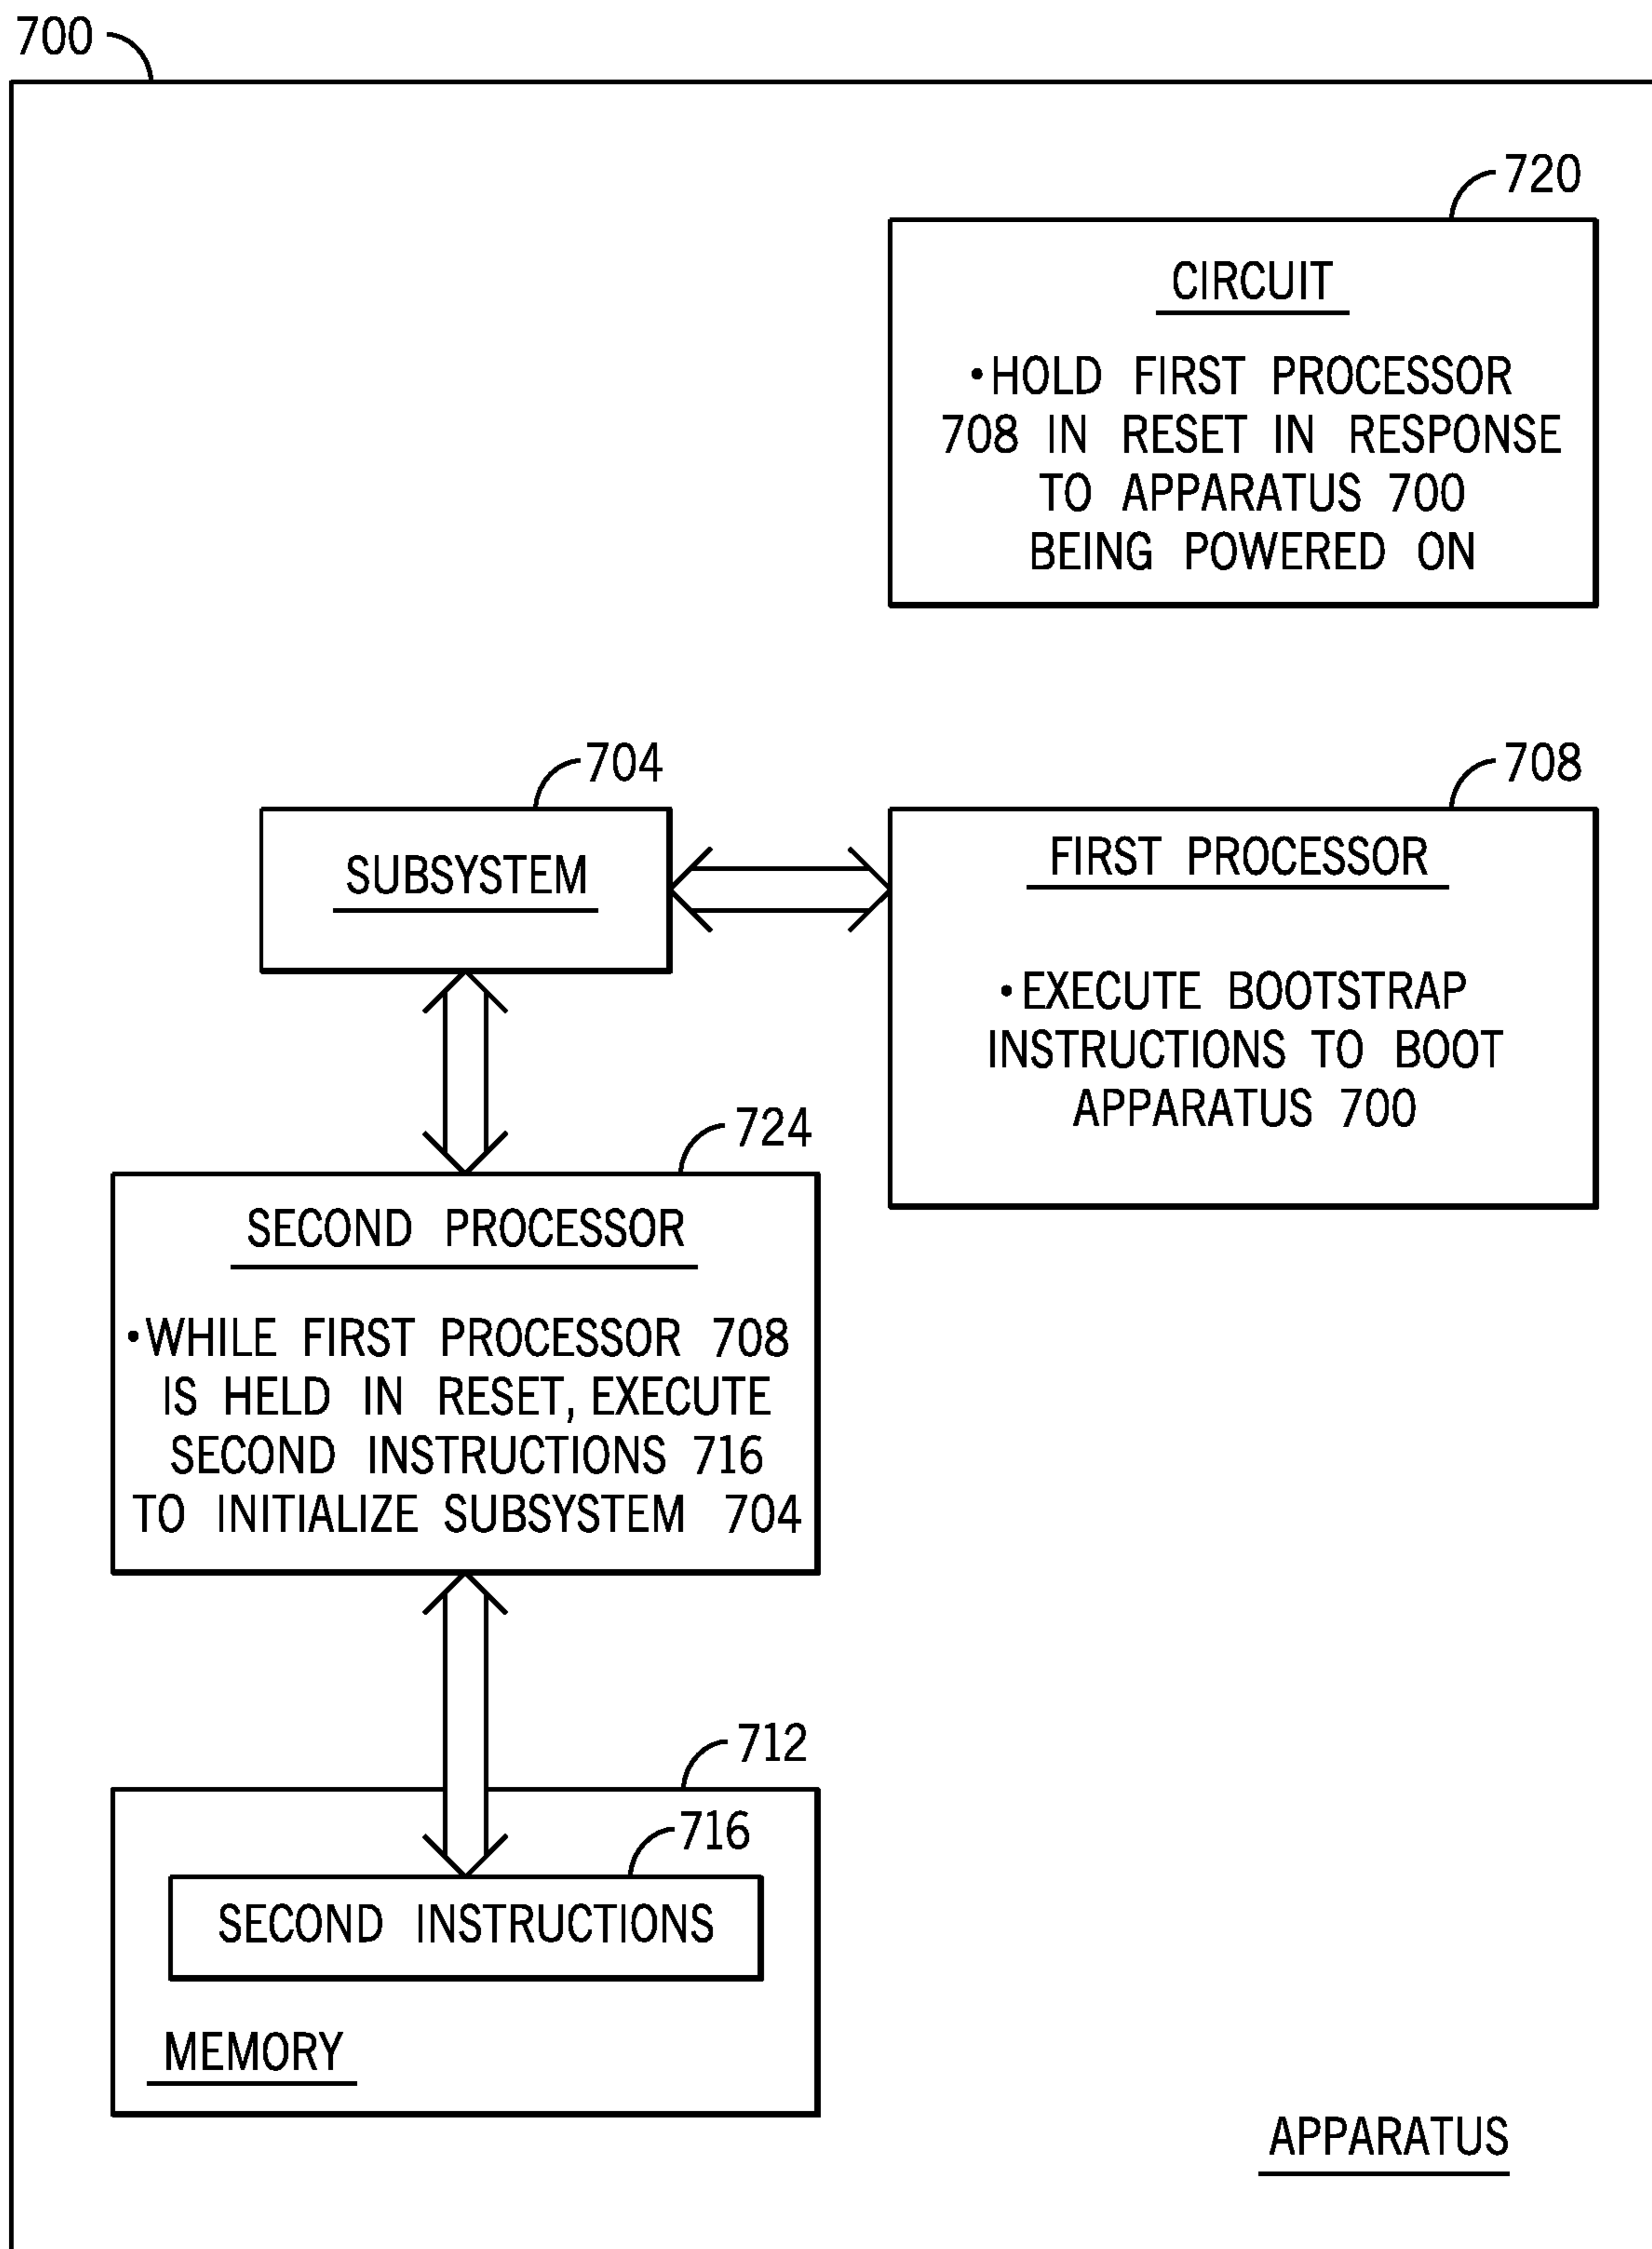 700
720
CIRCUIT
•HOLD FIRST PROCESSOR
708 IN RESET IN RESPONSE
TO APPARATUS 700
BEING POWERED ON
704
SUBSYSTEM
708
FIRST PROCESSOR
•EXECUTE BOOTSTRAP
INSTRUCTIONS TO BOOT
APPARATUS 700
724
SECOND PROCESSOR
•WHILE FIRST PROCESSOR 708
IS HELD IN RESET, EXECUTE
SECOND INSTRUCTIONS 716
TO INITIALIZE SUBSYSTEM 704
712
716
SECOND INSTRUCTIONS
MEMORY
APPARATUS